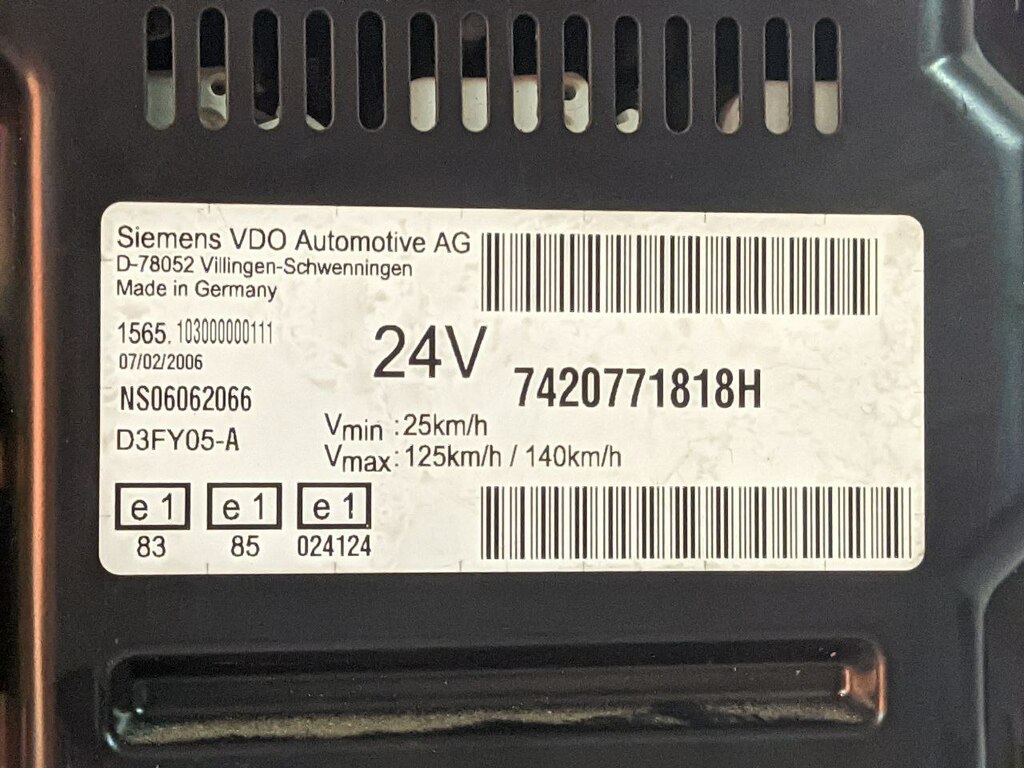 Siemens VDO Automotive AG
D-78052 Villingen-Schwenningen
Made in Germany
1565. 103000000111
07/02/2006
24V
7420771818H
NS06062066
D3FY05-A
Vmin : 25km/h
Vmax: 125km/h / 140km/h
e 1 e 1 e 1
83 85 024124